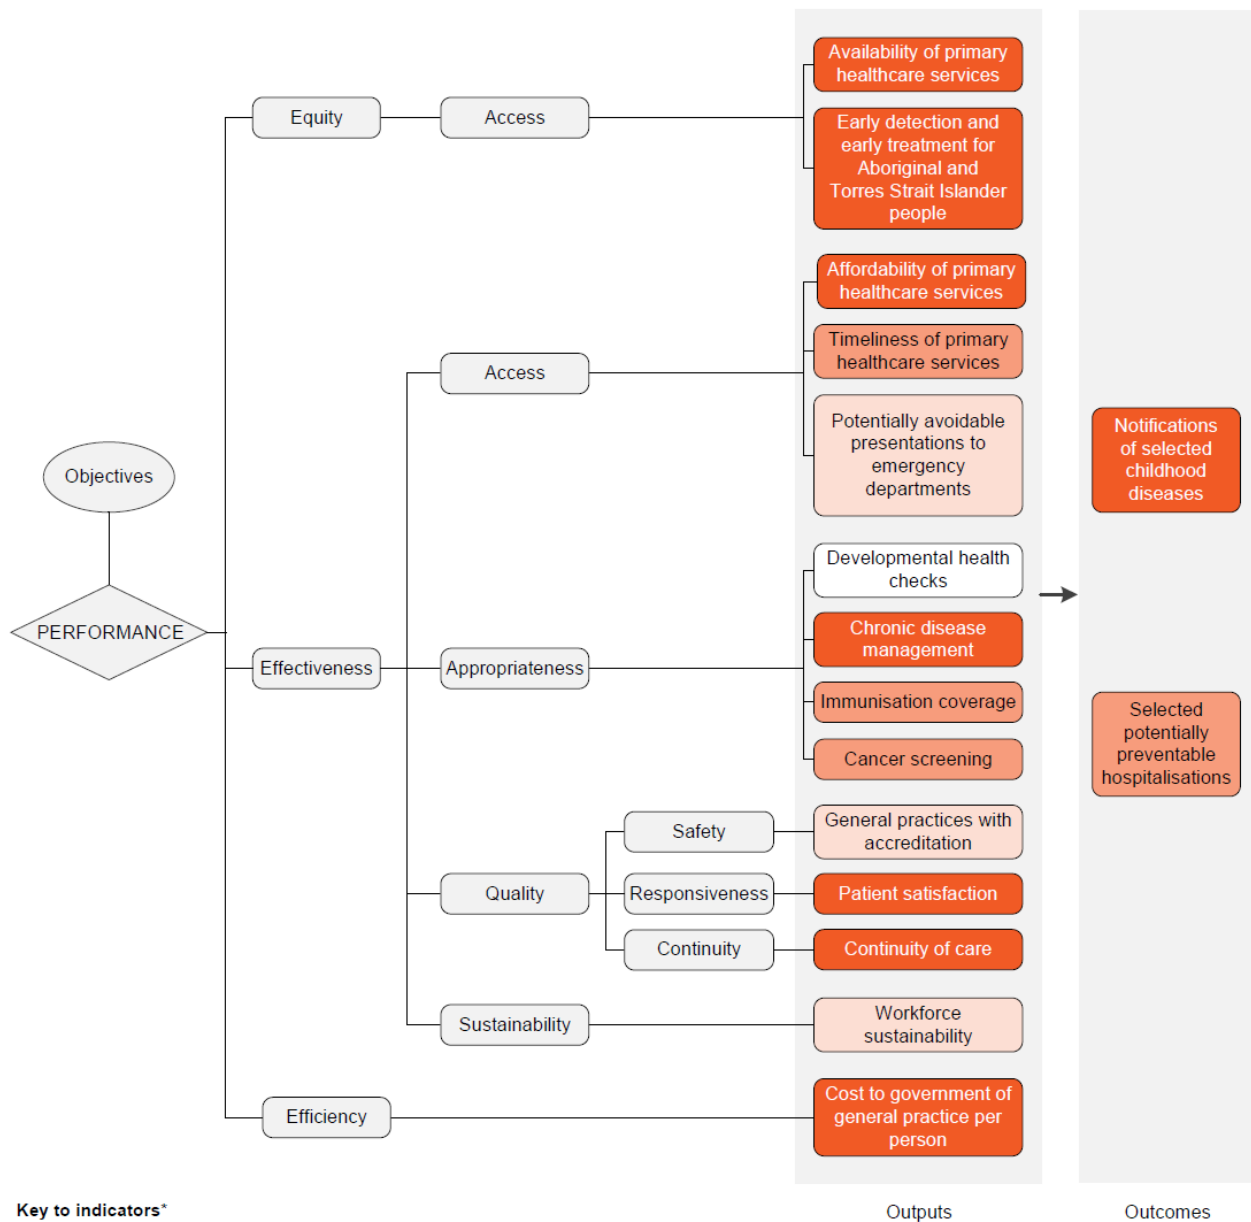 Availability of primary
healthcare services
Equity
Access
Early detection and
early treatment for
Aboriginal and
Torres Strait Islander
people
Affordability of primary
healthcare services
Timeliness of primary
healthcare services
Access
Potentially avoidable
presentations to
emergency
departments
Notifications
of selected
childhood
diseases
Objectives
Developmental health
checks
PERFORMANCE
Chronic disease
management
Effectiveness
Appropriateness
Immunisation coverage
Selected
potentially
preventable
hospitalisations
Cancer screening
Safety
General practices with
accreditation
Quality
Responsiveness
Patient satisfaction
Continuity
Continuity of care
Sustainability
Workforce
sustainability
Efficiency
Cost to government of
general practice per
person
Key to indicators*
Outputs
Outcomes